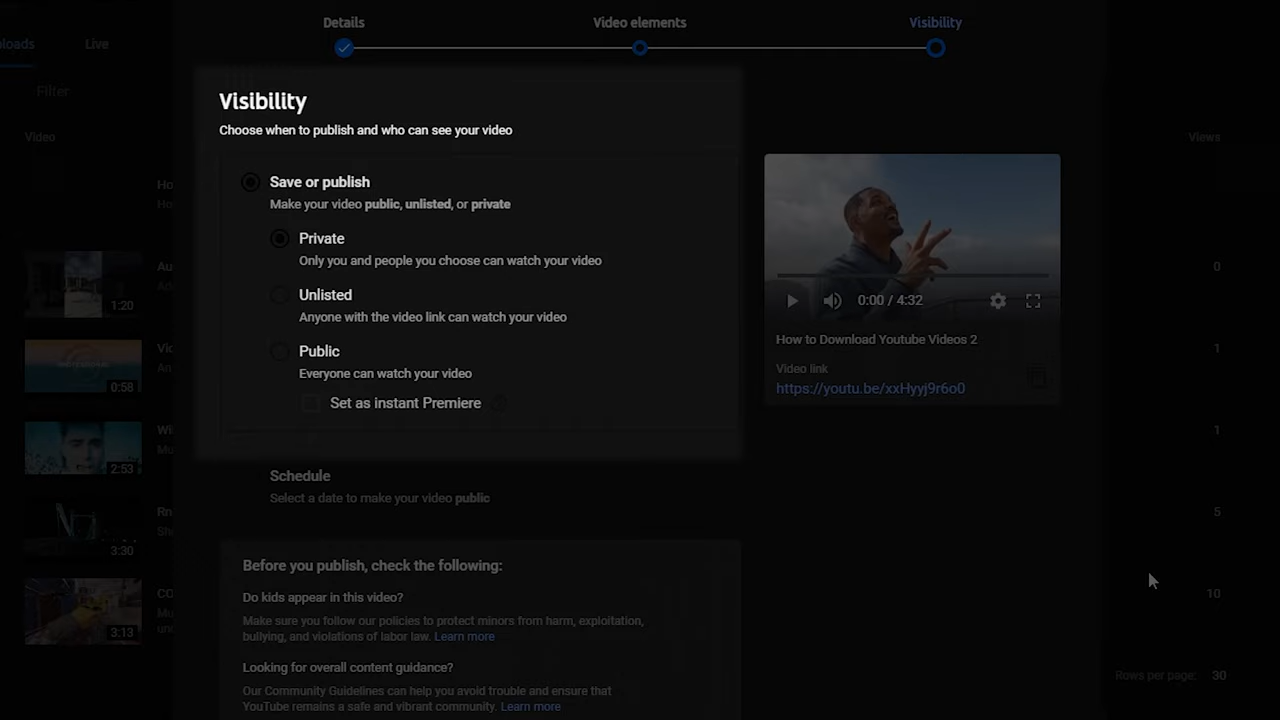 Details
Video elements
Visibility
Live
Filter
Video
Views
Visibility
Choose when to publish and who can see your video
Save or publish
Make your video public, unlisted, or private
Private
Only you and people you choose can watch your video
Unlisted
Anyone with the video link can watch your video
Public
Everyone can watch your video
Set as instant Premiere
Schedule
Select a date to make your video public
Before you publish, check the following:
Do kids appear in this video?
Make sure you follow our policies to protect minors from harm, exploitation,
bullying, and violations of labor law. Learn more
Looking for overall content guidance?
Our Community Guidelines can help you avoid trouble and ensure that
YouTube remains a safe and vibrant community. Learn more
0:00 / 4:32
How to Download Youtube Videos 2
Video link
https://youtu.be/xxHyyj9r6o0
1:20
0:58
2:53
3:30
3:13
0
1
1
5
10
Rows per page: 30